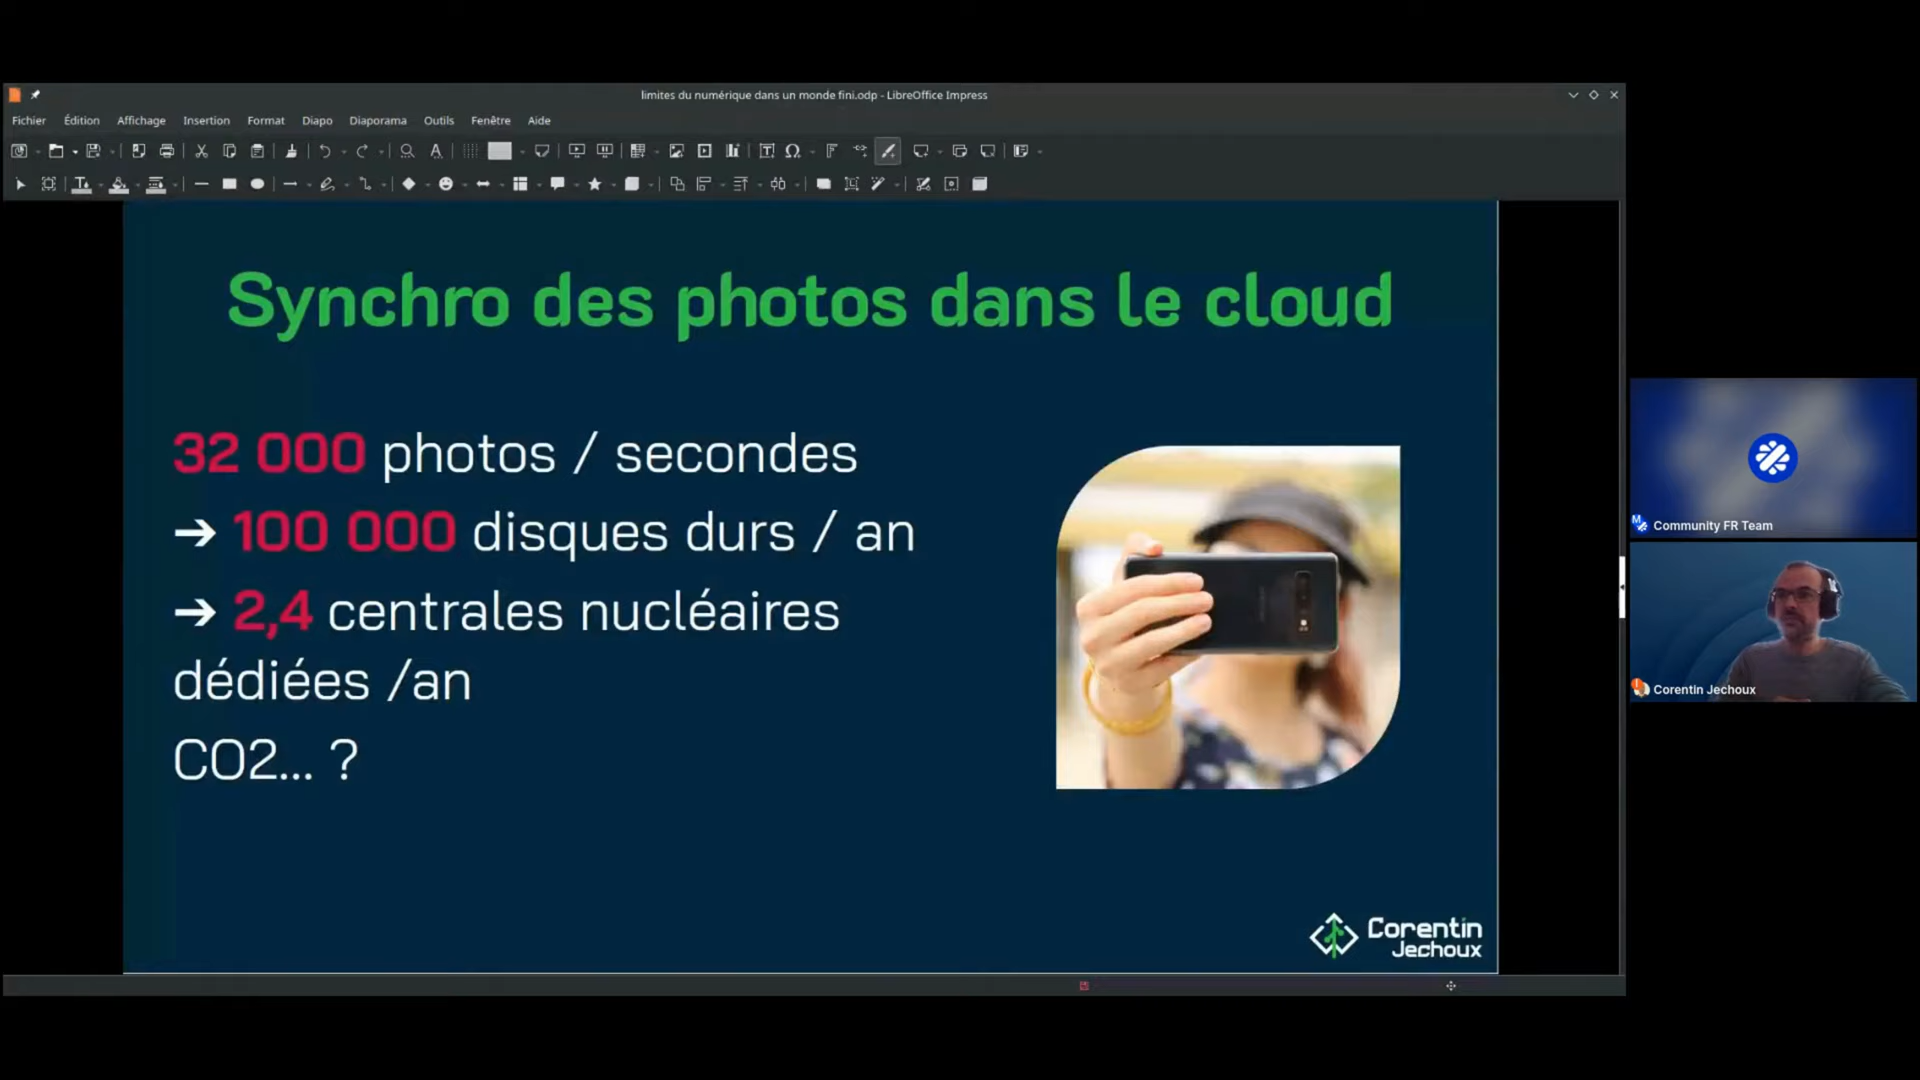 limites du numérique dans un monde fini.odp - LibreOffice Impress
Fichier Édition Affichage Insertion Format Diapo Diaporama Outils Fenêtre Aide
Synchro des photos dans le cloud
32 000 photos / secondes
➔ 100 000 disques durs / an
➔ 2,4 centrales nucléaires
dédiées /an
CO2... ?
Corentin
Jechoux
Community FR Team
Corentin Jechoux